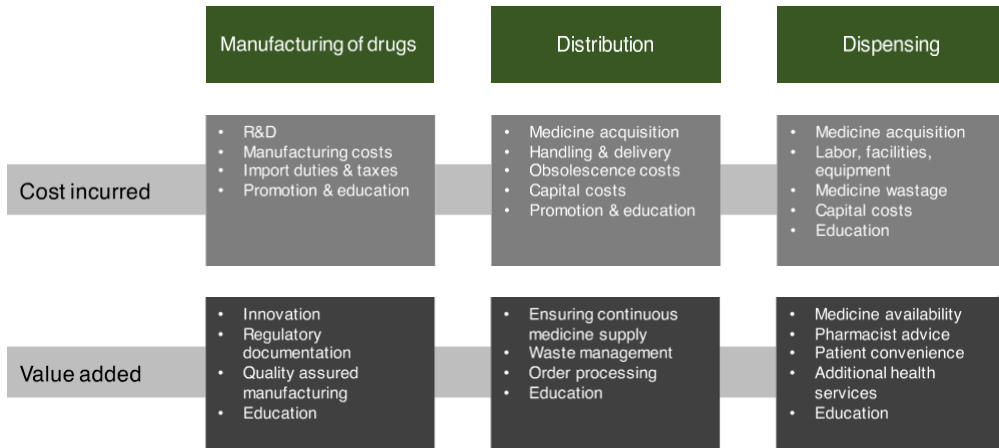 Manufacturing of drugs
Distribution
Dispensing
Cost incurred
• R&D
• Manufacturing costs
• Import duties & taxes
• Promotion & education
• Medicine acquisition
• Handling & delivery
• Obsolescence costs
• Capital costs
• Promotion & education
• Medicine acquisition
• Labor, facilities,
equipment
• Medicine wastage
• Capital costs
• Education
Value added
• Innovation
• Regulatory
documentation
• Quality assured
manufacturing
• Education
• Ensuring continuous
medicine supply
• Waste management
• Order processing
• Education
• Medicine availability
• Pharmacist advice
• Patient convenience
• Additional health
services
• Education